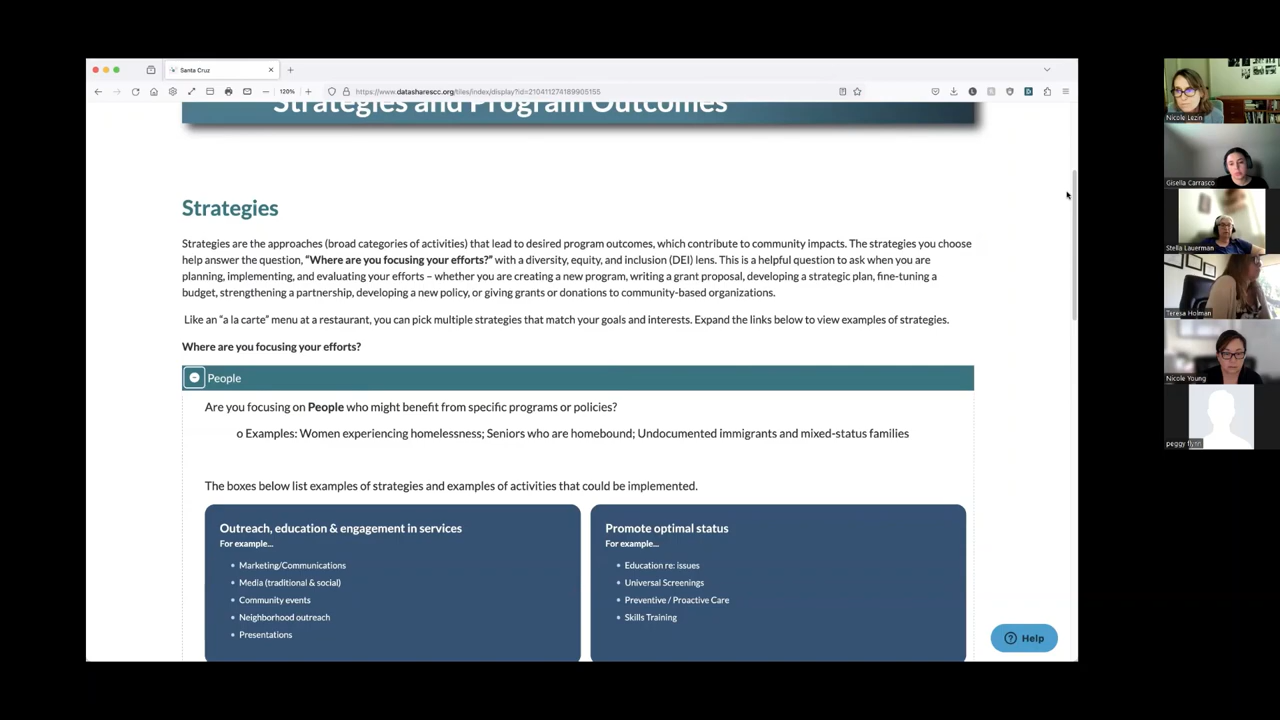 Santa Cruz
120%
https://www.datasharescc.org/tiles/index/display?id=210411274189905155
Strategies and Program Outcomes
Strategies
Strategies are the approaches (broad categories of activities) that lead to desired program outcomes, which contribute to community impacts. The strategies you choose
help answer the question, “Where are you focusing your efforts?” with a diversity, equity, and inclusion (DEI) lens. This is a helpful question to ask when you are
planning, implementing, and evaluating your efforts – whether you are creating a new program, writing a grant proposal, developing a strategic plan, fine-tuning a
budget, strengthening a partnership, developing a new policy, or giving grants or donations to community-based organizations.
Like an “a la carte” menu at a restaurant, you can pick multiple strategies that match your goals and interests. Expand the links below to view examples of strategies.
Where are you focusing your efforts?
People
Are you focusing on People who might benefit from specific programs or policies?
o Examples: Women experiencing homelessness; Seniors who are homebound; Undocumented immigrants and mixed-status families
The boxes below list examples of strategies and examples of activities that could be implemented.
Outreach, education & engagement in services
For example...
• Marketing/Communications
• Media (traditional & social)
• Community events
• Neighborhood outreach
• Presentations
Promote optimal status
For example...
• Education re: issues
• Universal Screenings
• Preventive / Proactive Care
• Skills Training
Help
Nicole Lezin
Gisella Carrasco
Stella Lauerman
Teresa Holman
Nicole Young
peggy flynn